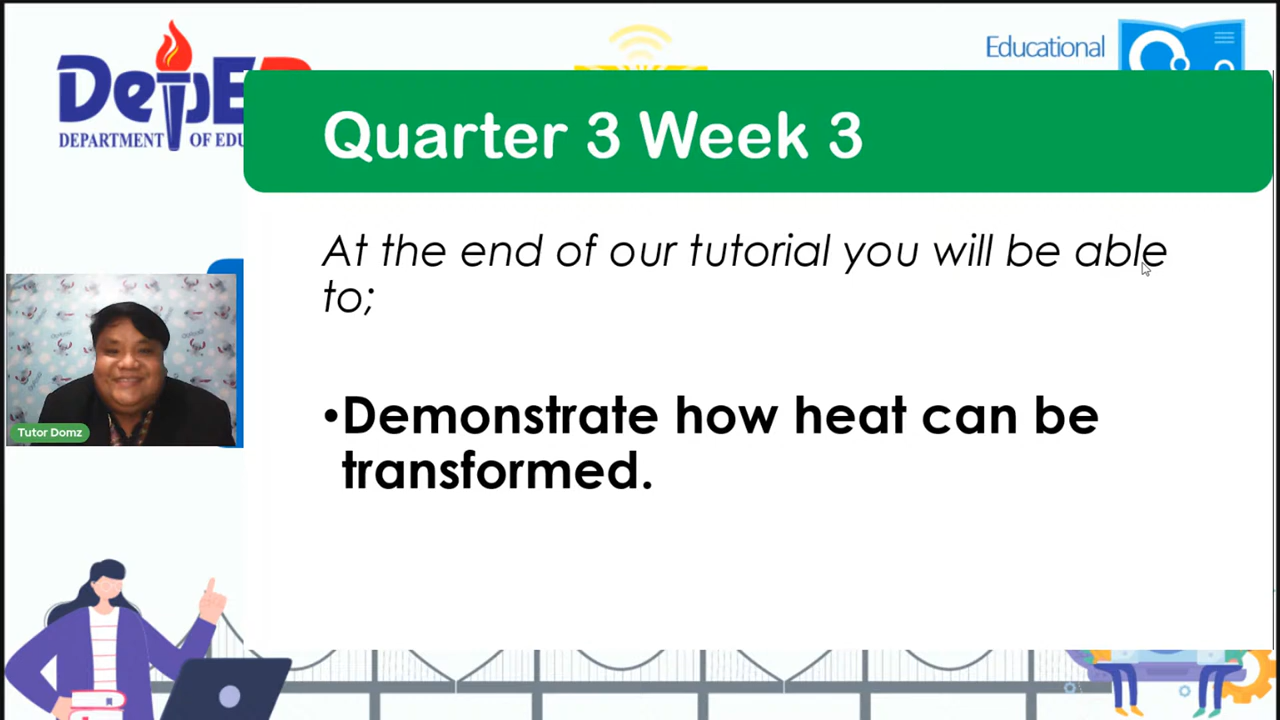 DepE
DEPARTMENT OF EDU
Educational
Quarter 3 Week 3
At the end of our tutorial you will be able
to;
•Demonstrate how heat can be
transformed.
Tutor Domz